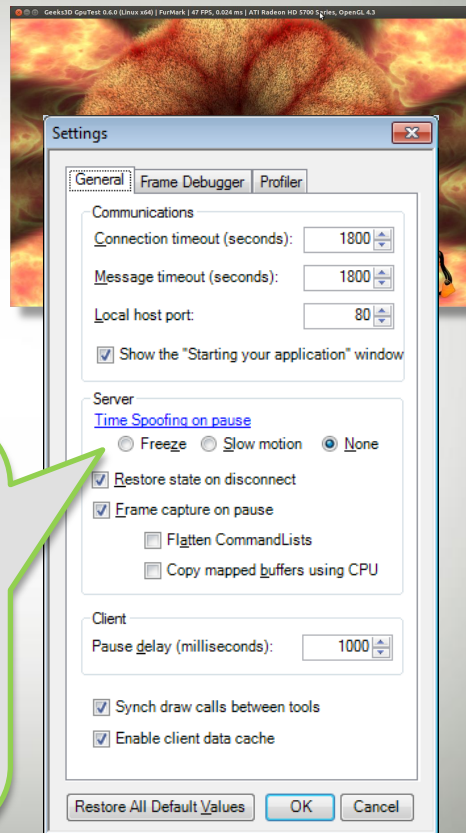 Geeks3D GpuTest 0.6.0 (Linux x64) | FurMark | 47 FPS, 0.024 ms | ATI Radeon HD 5700 Series, OpenGL 4.3
Settings
General Frame Debugger Profiler
Communications
Connection timeout (seconds): 1800
Message timeout (seconds): 1800
Local host port: 80
Show the "Starting your application" window
Server
Time Spoofing on pause
Freeze Slow motion None
Restore state on disconnect
Frame capture on pause
Flatten CommandLists
Copy mapped buffers using CPU
Client
Pause delay (milliseconds): 1000
Synch draw calls between tools
Enable client data cache
Restore All Default Values OK Cancel